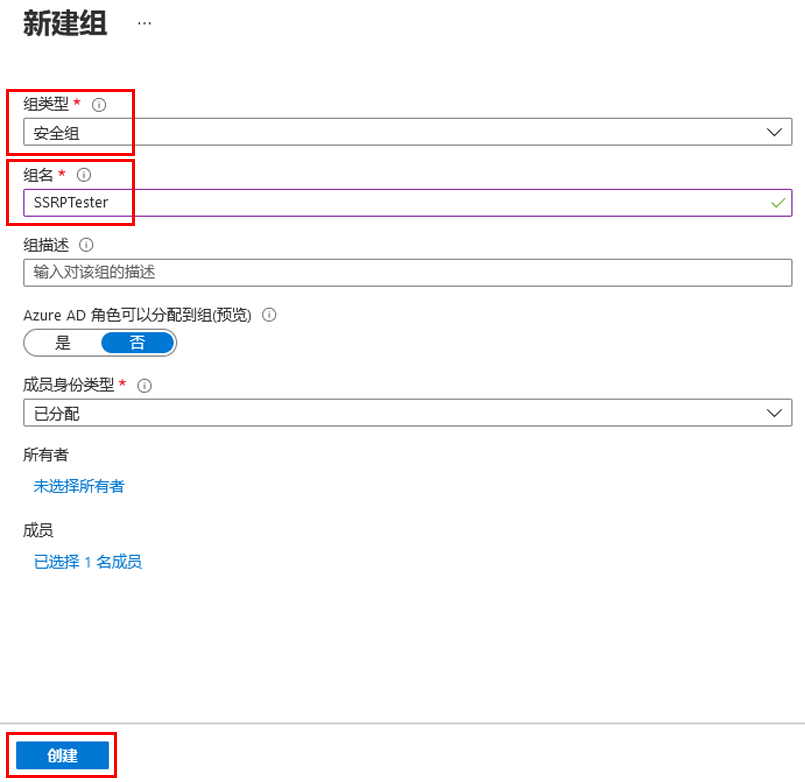 新建组 ...
组类型 *
安全组
组名 *
SSRPTester
组描述
输入对该组的描述
Azure AD 角色可以分配到组(预览)
是 否
成员身份类型 *
已分配
所有者
未选择所有者
成员
已选择 1 名成员
创建